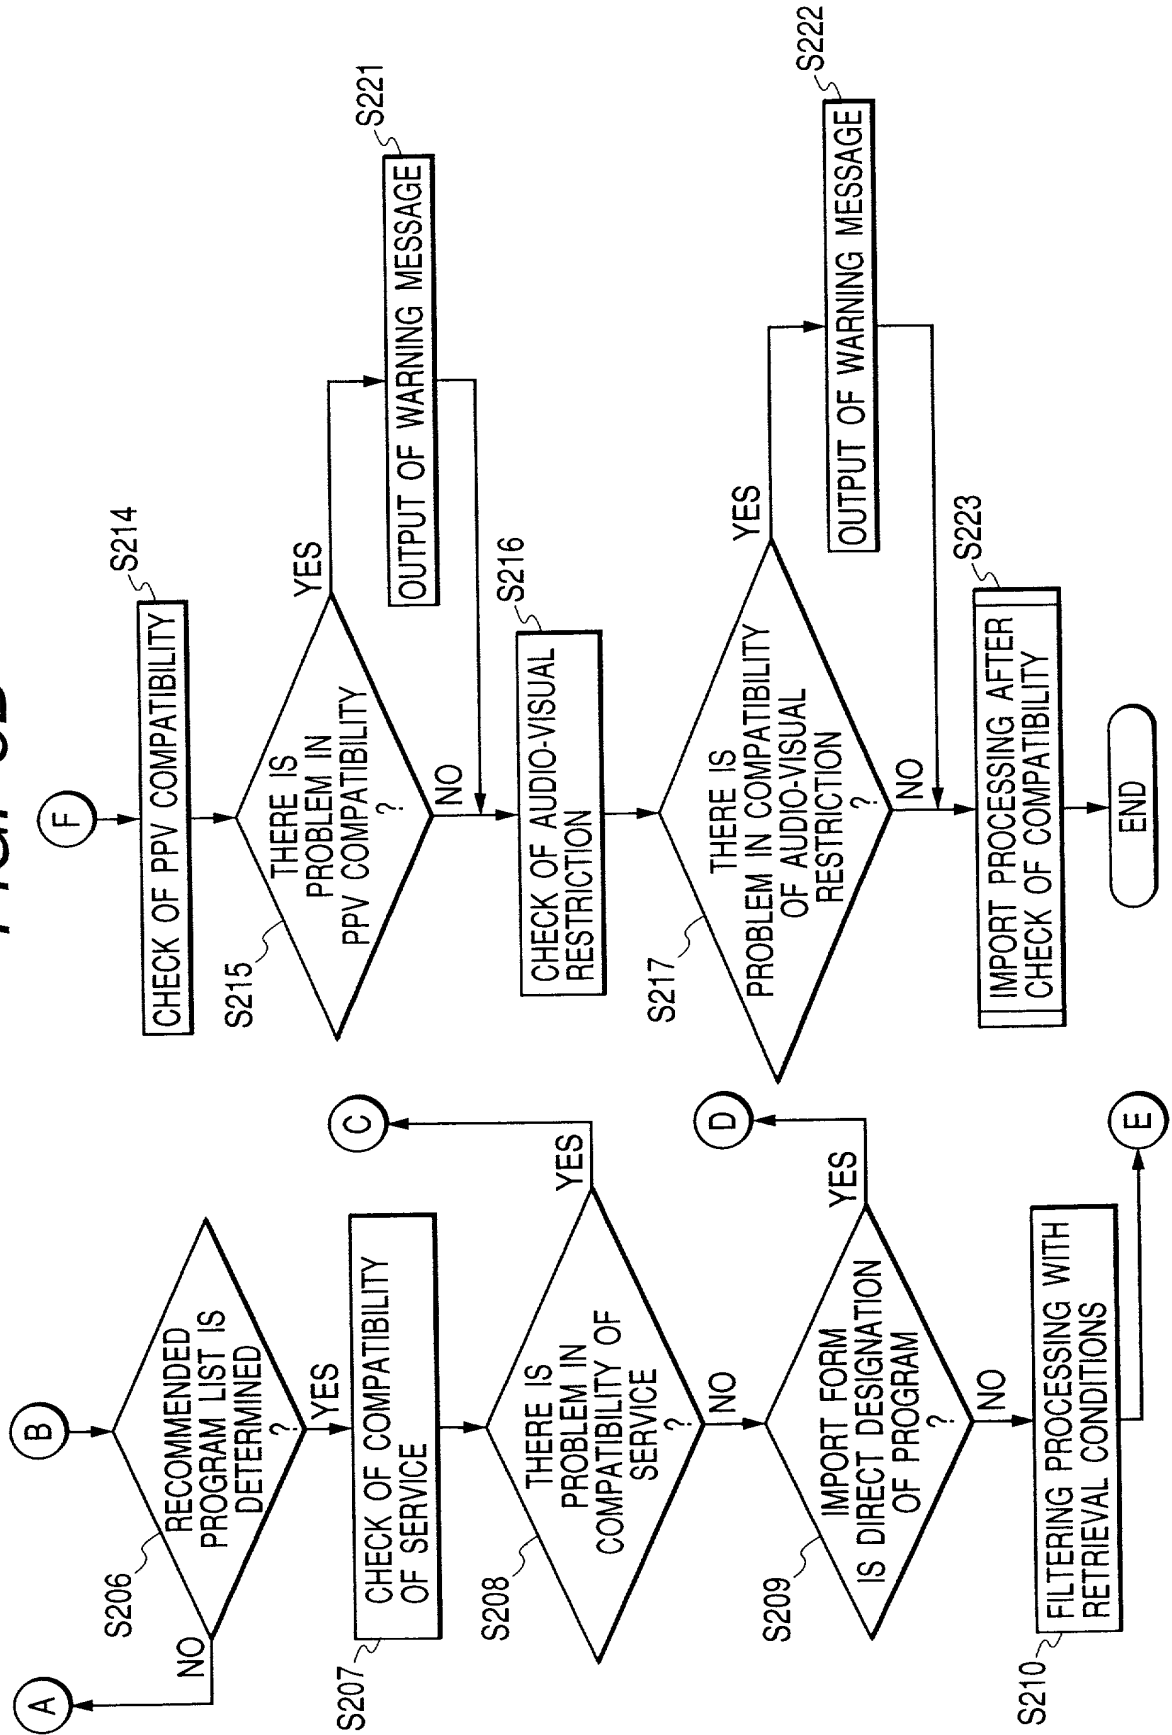 B
A
NO
S206
RECOMMENDED
PROGRAM LIST IS
DETERMINED
?
YES
S207
CHECK OF COMPATIBILITY
OF SERVICE
C
S208
THERE IS
PROBLEM IN
COMPATIBILITY OF
SERVICE
?
YES
NO
D
S209
IMPORT FORM
IS DIRECT DESIGNATION
OF PROGRAM
?
YES
NO
S210
FILTERING PROCESSING WITH
RETRIEVAL CONDITIONS
E
F
S214
CHECK OF PPV COMPATIBILITY
S215
THERE IS
PROBLEM IN
PPV COMPATIBILITY
?
YES
S221
OUTPUT OF WARNING MESSAGE
NO
S216
CHECK OF AUDIO-VISUAL
RESTRICTION
S217
THERE IS
PROBLEM IN COMPATIBILITY
OF AUDIO-VISUAL
RESTRICTION
?
YES
S222
OUTPUT OF WARNING MESSAGE
NO
S223
IMPORT PROCESSING AFTER
CHECK OF COMPATIBILITY
END